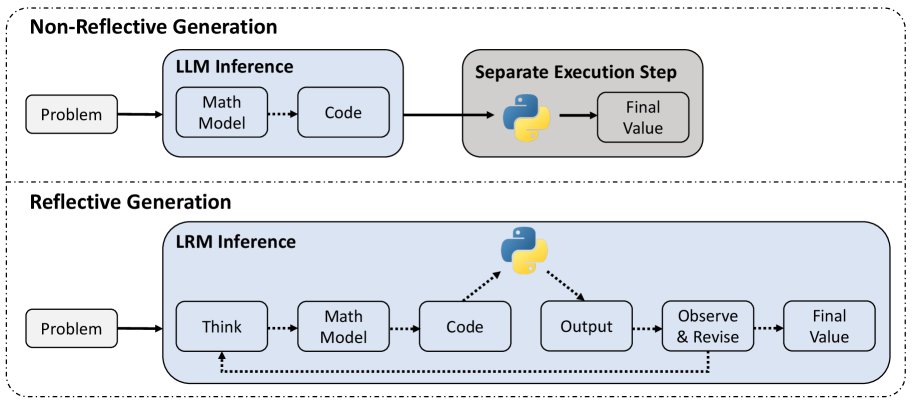 Non-Reflective Generation
LLM Inference
Separate Execution Step
Problem
Math
Model
Code
Final
Value
Reflective Generation
LRM Inference
Problem
Think
Math
Model
Code
Output
Observe
& Revise
Final
Value